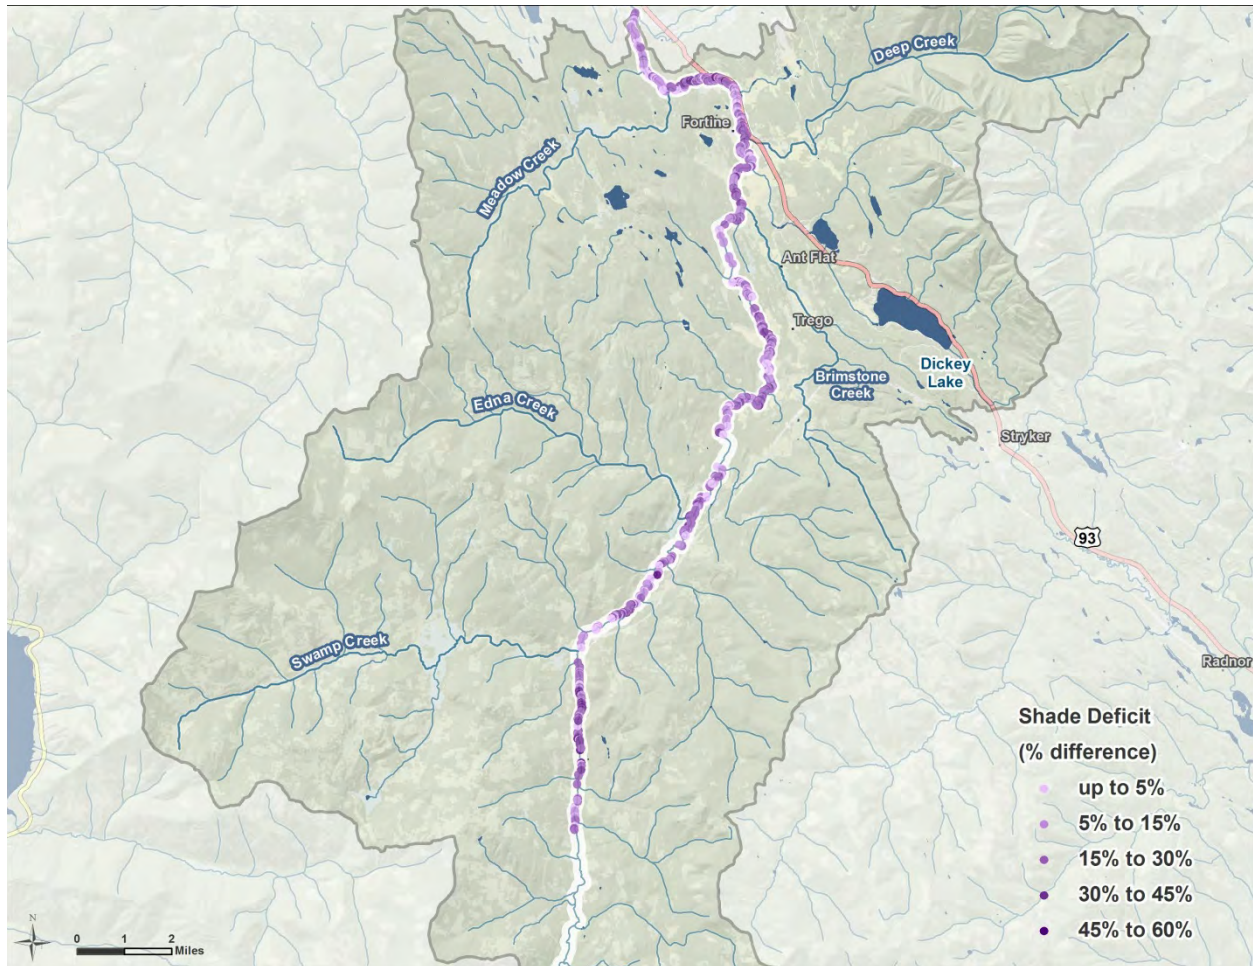 Deep Creek
Fortine
Meadow Creek
Ant Flat
Trego
Dickey
Lake
Brimstone
Creek
Edna Creek
Stryker
93
Swamp Creek
Radnor
Shade Deficit
(% difference)
up to 5%
5% to 15%
15% to 30%
30% to 45%
45% to 60%
N
0 1 2
Miles